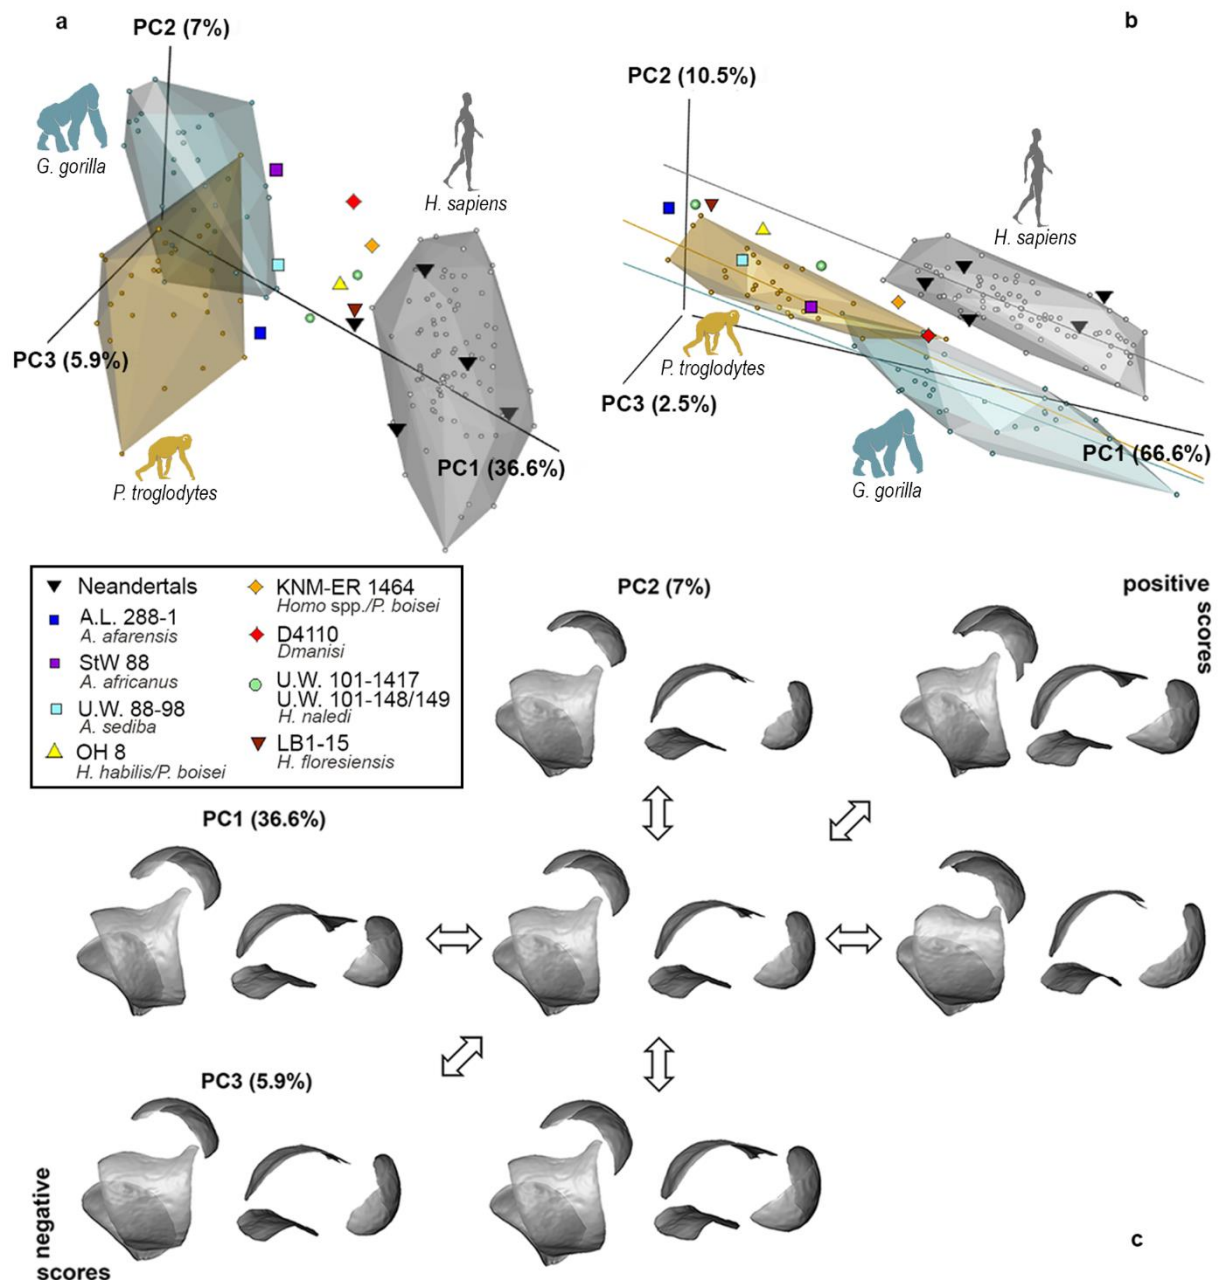 a
PC2 (7%)
G. gorilla
H. sapiens
PC3 (5.9%)
P. troglodytes
PC1 (36.6%)
b
PC2 (10.5%)
H. sapiens
P. troglodytes
PC3 (2.5%)
G. gorilla
PC1 (66.6%)
Neandertals
A.L. 288-1
A. afarensis
StW 88
A. africanus
U.W. 88-98
A. sediba
OH 8
H. habilis/P. boisei
KNM-ER 1464
Homo spp./P. boisei
D4110
Dmanisi
U.W. 101-1417
U.W. 101-148/149
H. naledi
LB1-15
H. floresiensis
PC2 (7%)
positive
scores
PC1 (36.6%)
PC3 (5.9%)
negative
scores
c